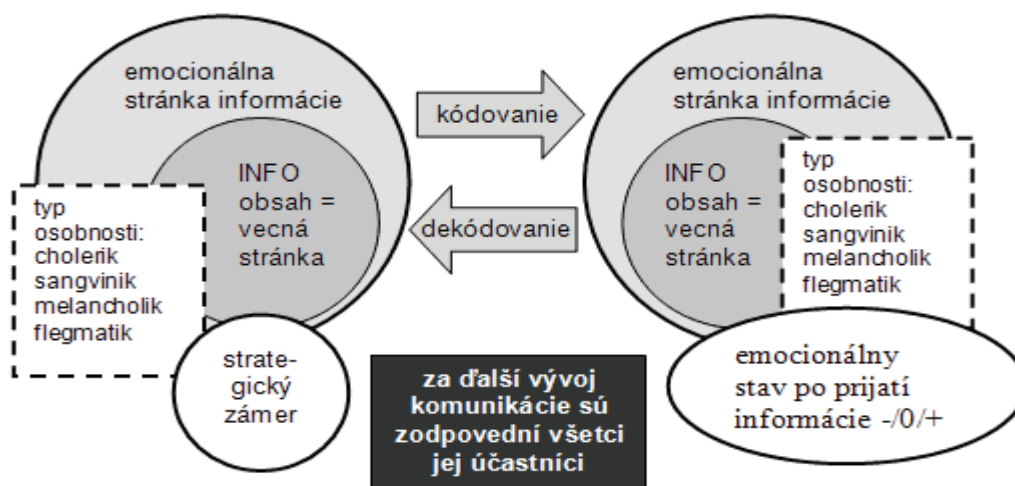 emocionálna
stránka informácie
INFO
obsah =
vecná
stránka
typ
osobnosti:
cholerik
sangvinik
melancholik
flegmatik
strate-
gický
zámer
kódovanie
dekódovanie
za ďalší vývoj
komunikácie sú
zodpovední všetci
jej účastníci
emocionálna
stránka informácie
INFO
obsah =
vecná
stránka
typ
osobnosti:
cholerik
sangvinik
melancholik
flegmatik
emocionálny
stav po prijatí
informácie -/0/+